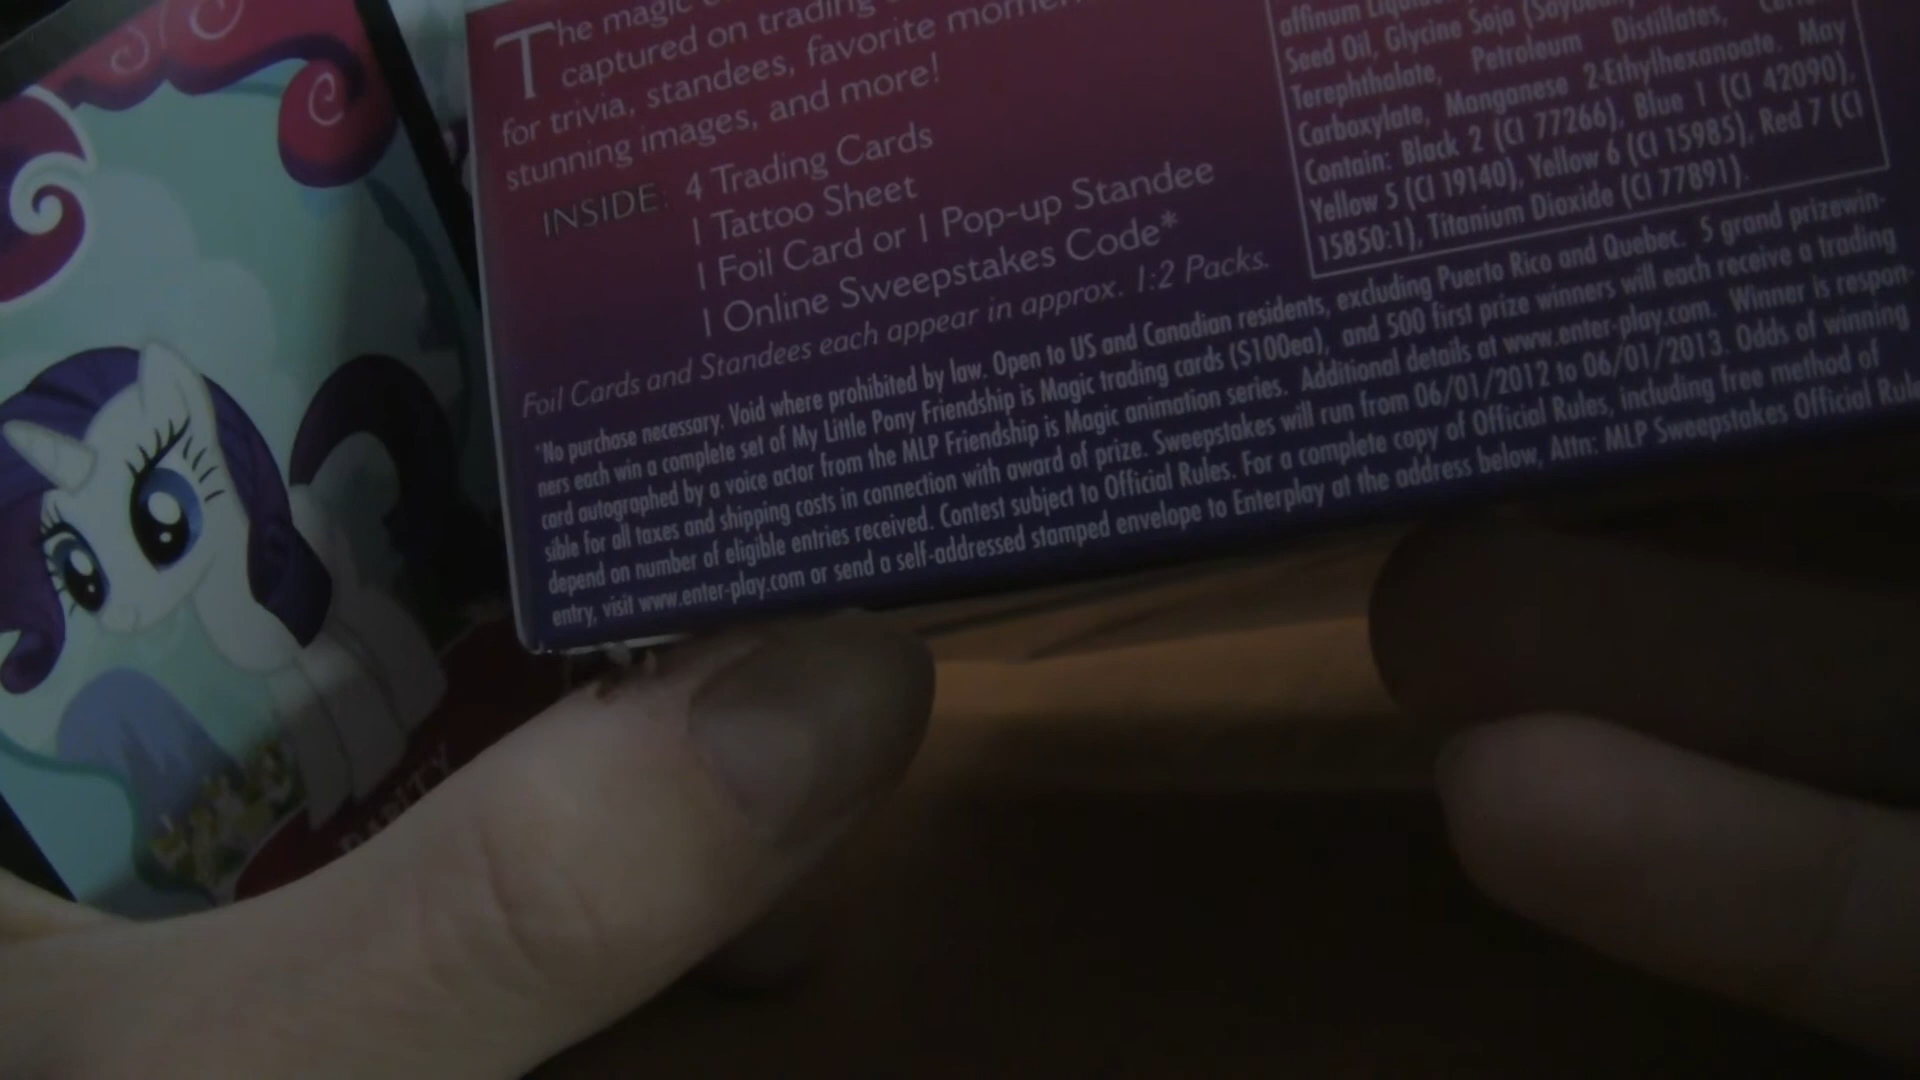 The magic
captured on trading
for trivia, standees, favorite
stunning images, and more!
INSIDE: 4 Trading Cards
1 Tattoo Sheet
1 Foil Card or 1 Pop-up Standee
1 Online Sweepstakes Code*
Foil Cards and Standees each appear in approx. 1:2 Packs.
affinum
Seed Oil, Glycine Soja
Terephthalate, Petroleum Distillates,
Carboxylate, Manganese 2-Ethylhexanoate. May
Contain: Black 2 (CI 77266), Blue 1 (CI 42090),
Yellow 5 (CI 19140), Yellow 6 (CI 15985), Red 7 (CI
15850:1), Titanium Dioxide (CI 77891).
*No purchase necessary. Void where prohibited by law. Open to US and Canadian residents, excluding Puerto Rico and Quebec. 5 grand prizewin-
ners each win a complete set of My Little Pony Friendship is Magic trading cards ($100ea), and 500 first prize winners will each receive a trading
card autographed by a voice actor from the MLP Friendship is Magic animation series. Additional details at www.enter-play.com. Winner is respon-
sible for all taxes and shipping costs in connection with award of prize. Sweepstakes will run from 06/01/2012 to 06/01/2013. Odds of winning
depend on number of eligible entries received. Contest subject to Official Rules. For a complete copy of Official Rules, including free method of
entry, visit www.enter-play.com or send a self-addressed stamped envelope to Enterplay at the address below, Attn: MLP Sweepstakes Official
RARITY